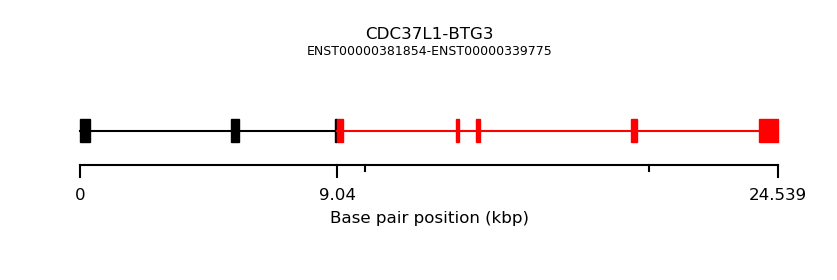 CDC37L1-BTG3
ENST00000381854-ENST00000339775
0 9.04 24.539
Base pair position (kbp)